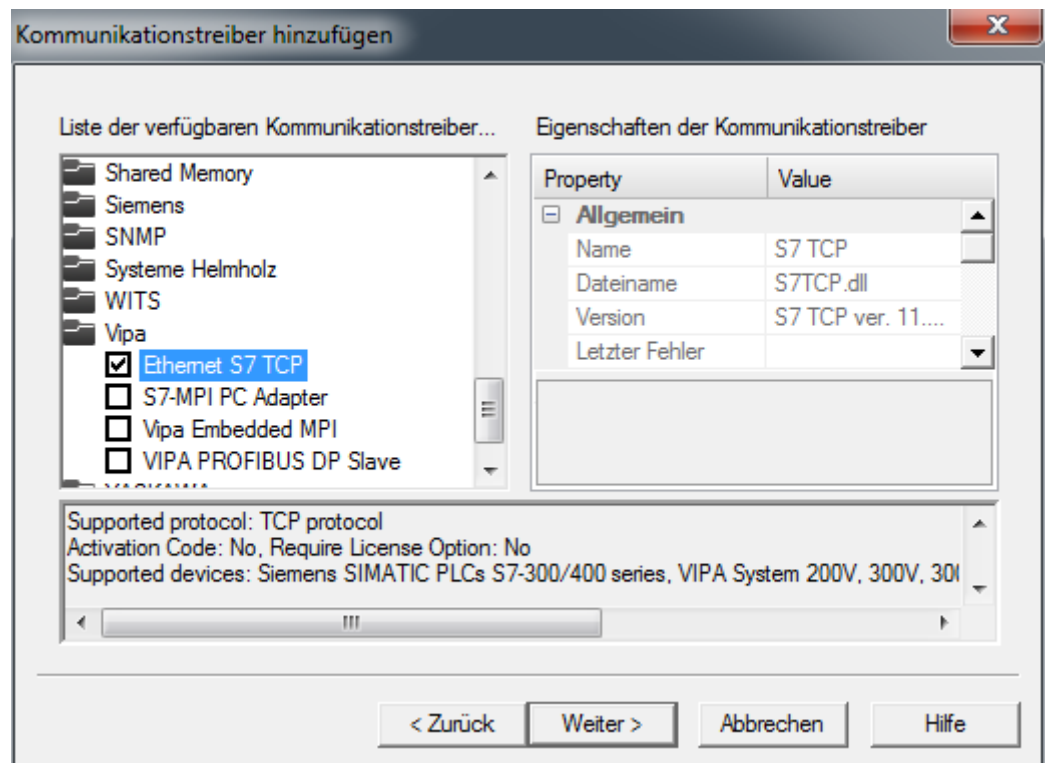 Kommunikationstreiber hinzufügen
Liste der verfügbaren Kommunikationstreiber...
Shared Memory
Siemens
SNMP
Systeme Helmholz
WITS
Vipa
Ethernet S7 TCP
S7-MPI PC Adapter
Vipa Embedded MPI
VIPA PROFIBUS DP Slave
Eigenschaften der Kommunikationstreiber
Property Value
Allgemein
Name S7 TCP
Dateiname S7TCP.dll
Version S7 TCP ver. 11....
Letzter Fehler
Supported protocol: TCP protocol
Activation Code: No, Require License Option: No
Supported devices: Siemens SIMATIC PLCs S7-300/400 series, VIPA System 200V, 300V,
< Zurück
Weiter >
Abbrechen
Hilfe